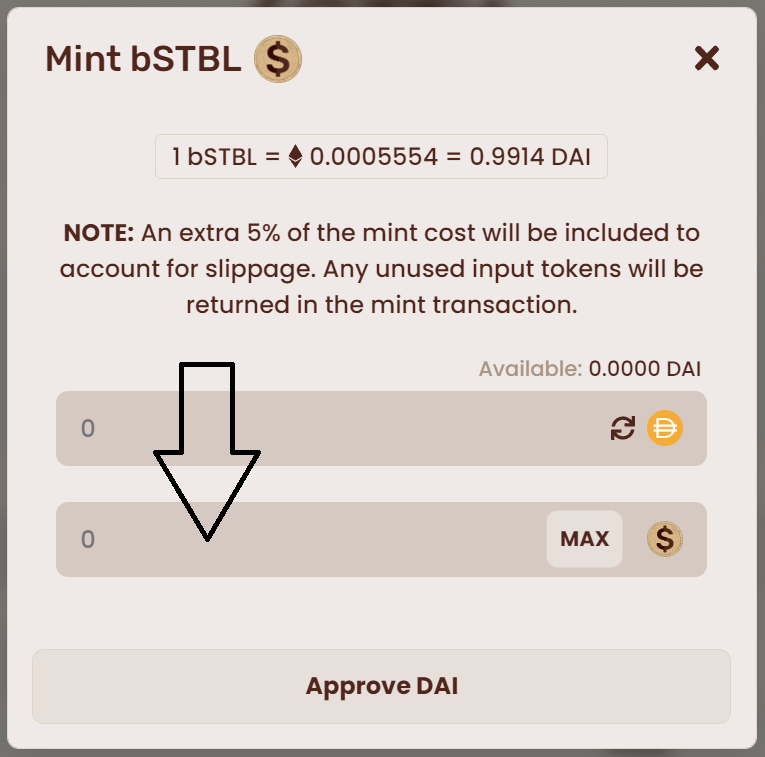 Mint bSTBL $
1 bSTBL = 0.0005554 = 0.9914 DAI
NOTE: An extra 5% of the mint cost will be included to
account for slippage. Any unused input tokens will be
returned in the mint transaction.
Available: 0.0000 DAI
0
0 MAX $
Approve DAI